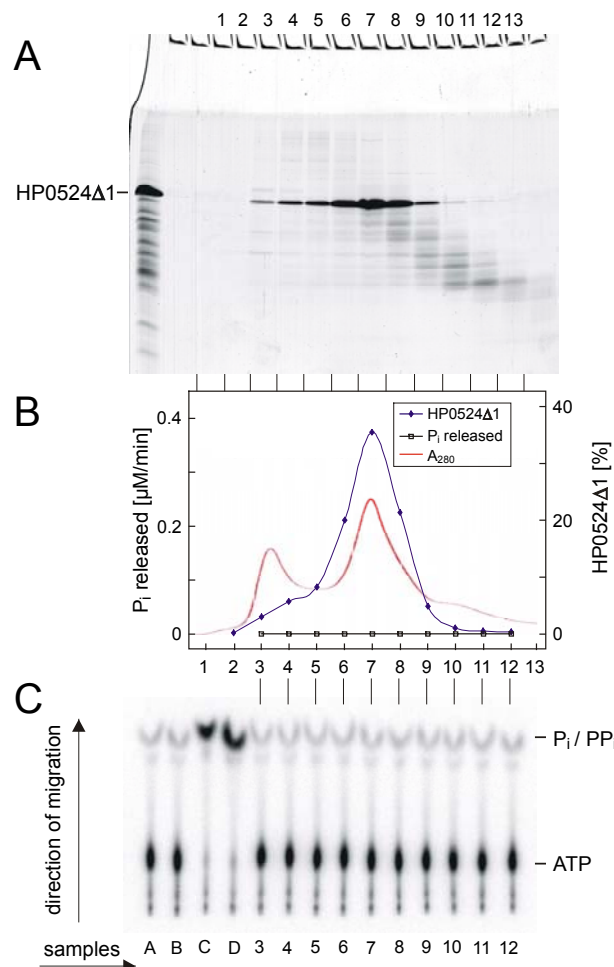 1 2 3 4 5 6 7 8 9 10 11 12 13
A
HP0524Δ1
B
Pi released [µM/min]
0.4
0.2
0
HP0524Δ1
Pi released
A280
40
20
0
HP0524Δ1 [%]
1 2 3 4 5 6 7 8 9 10 11 12 13
C
direction of migration
Pi / PPi
ATP
samples
A B C D 3 4 5 6 7 8 9 10 11 12